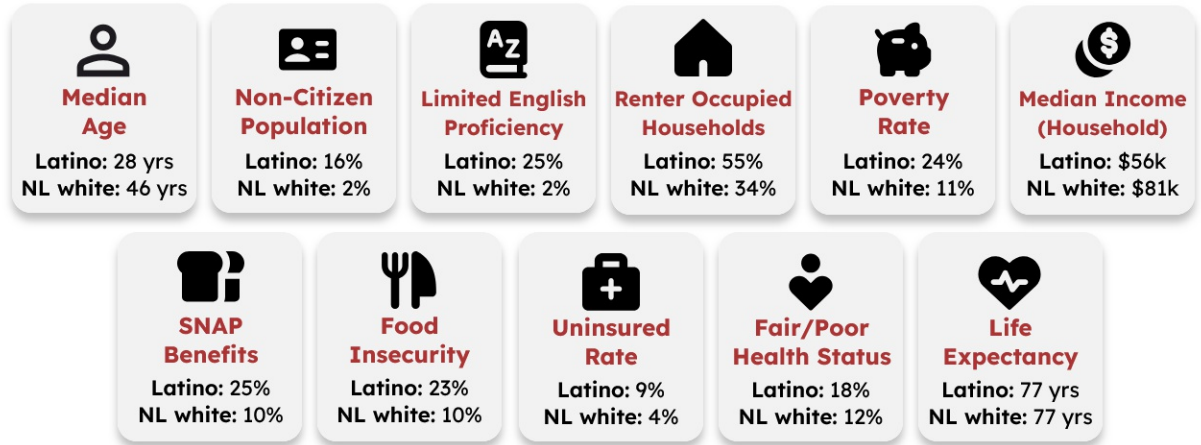 Median
Age
Latino: 28 yrs
NL white: 46 yrs
Non-Citizen
Population
Latino: 16%
NL white: 2%
A
Z
Limited English
Proficiency
Latino: 25%
NL white: 2%
Renter Occupied
Households
Latino: 55%
NL white: 34%
Poverty
Rate
Latino: 24%
NL white: 11%
$
Median Income
(Household)
Latino: $56k
NL white: $81k
SNAP
Benefits
Latino: 25%
NL white: 10%
Food
Insecurity
Latino: 23%
NL white: 10%
Uninsured
Rate
Latino: 9%
NL white: 4%
Fair/Poor
Health Status
Latino: 18%
NL white: 12%
Life
Expectancy
Latino: 77 yrs
NL white: 77 yrs